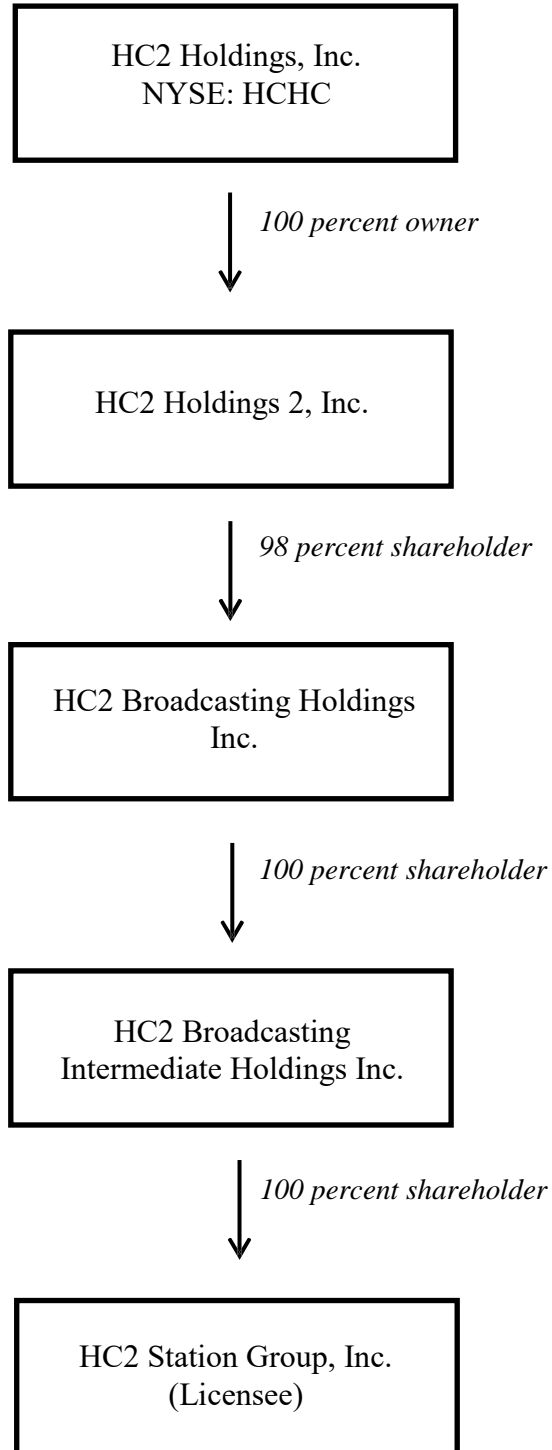 HC2 Holdings, Inc.
NYSE: HCHC
100 percent owner
HC2 Holdings 2, Inc.
98 percent shareholder
HC2 Broadcasting Holdings
Inc.
100 percent shareholder
HC2 Broadcasting
Intermediate Holdings Inc.
100 percent shareholder
HC2 Station Group, Inc.
(Licensee)